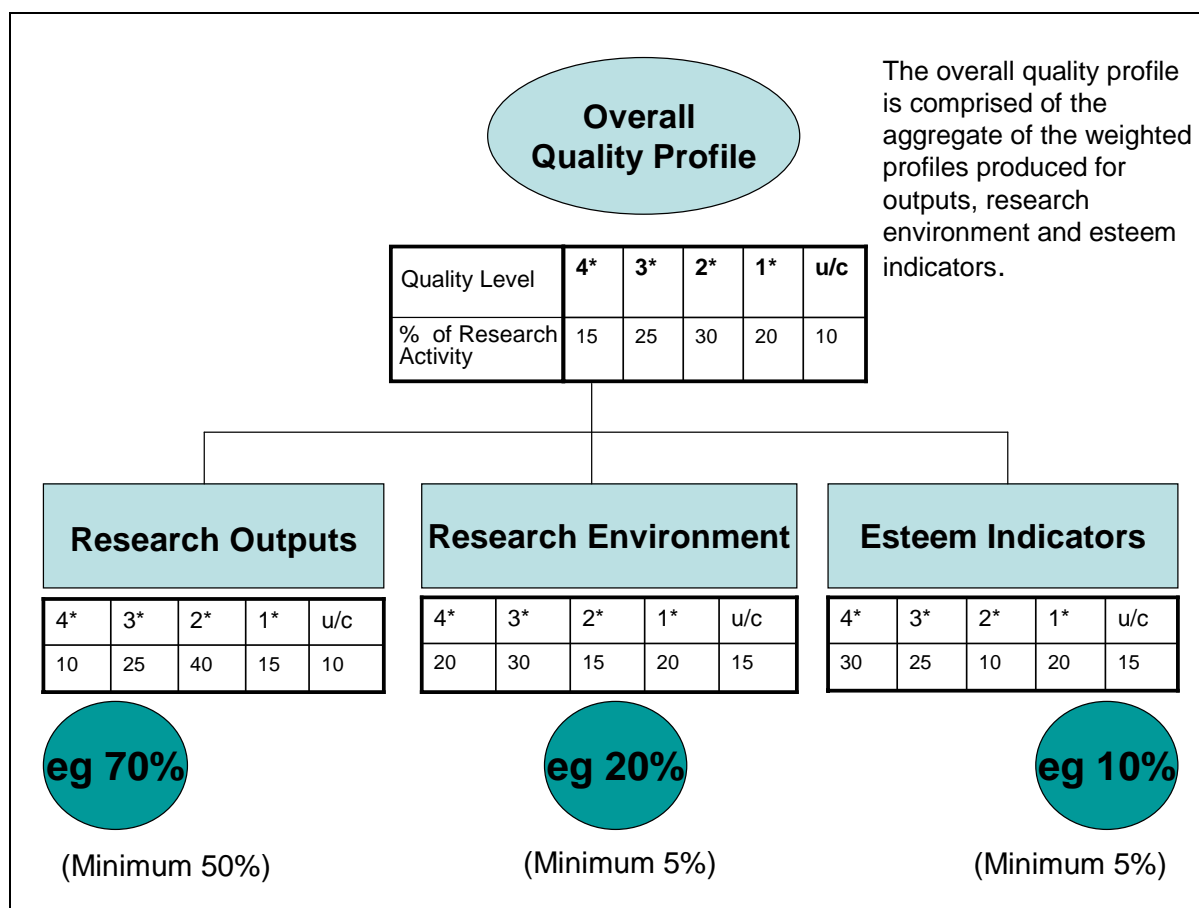 Overall
Quality Profile
The overall quality profile
is comprised of the
aggregate of the weighted
profiles produced for
outputs, research
environment and esteem
indicators.
Quality Level 4* 3* 2* 1* u/c
% of Research
Activity 15 25 30 20 10
Research Outputs
4* 3* 2* 1* u/c
10 25 40 15 10
eg 70%
(Minimum 50%)
Research Environment
4* 3* 2* 1* u/c
20 30 15 20 15
eg 20%
(Minimum 5%)
Esteem Indicators
4* 3* 2* 1* u/c
30 25 10 20 15
eg 10%
(Minimum 5%)